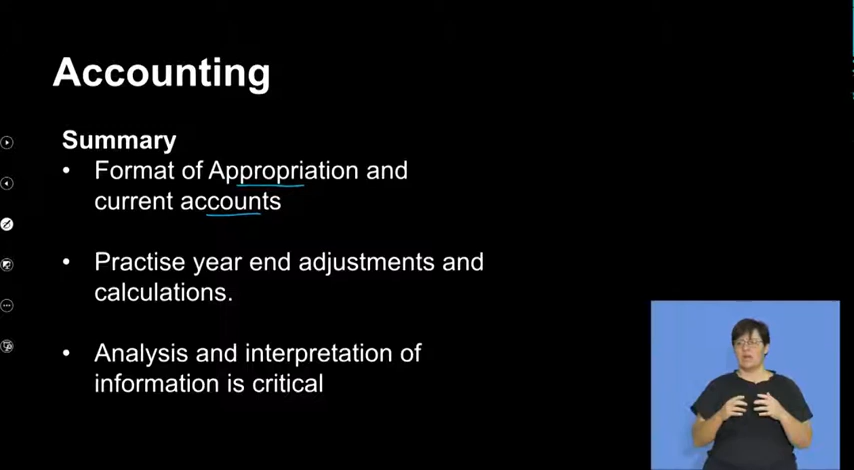 Accounting
Summary
• Format of Appropriation and
current accounts
• Practise year end adjustments and
calculations.
• Analysis and interpretation of
information is critical